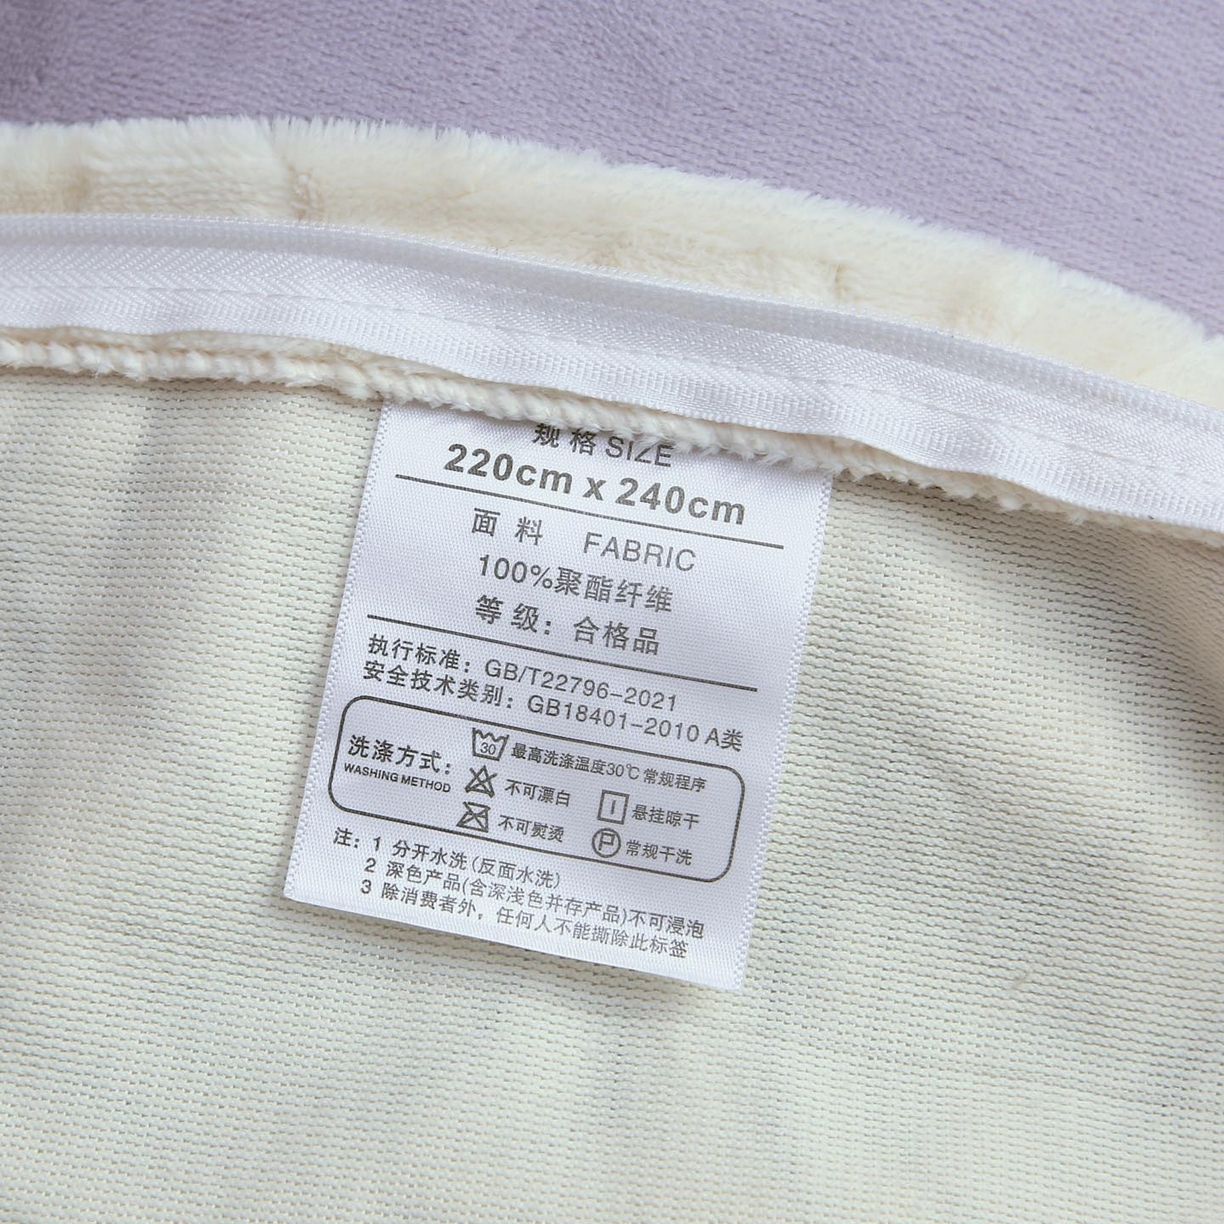 规格 SIZE
220cm x 240cm
面 料 FABRIC
100%聚酯纤维
等 级：合格品
执行标准：GB/T22796-2021
安全技术类别：GB18401-2010 A类
洗涤方式：
WASHING METHOD
30 最高洗涤温度30℃ 常规程序
不可漂白 悬挂晾干
不可熨烫 P 常规干洗
注：1 分开水洗（反面水洗）
2 深色产品(含深浅色并存产品)不可浸泡
3 除消费者外，任何人不能撕除此标签